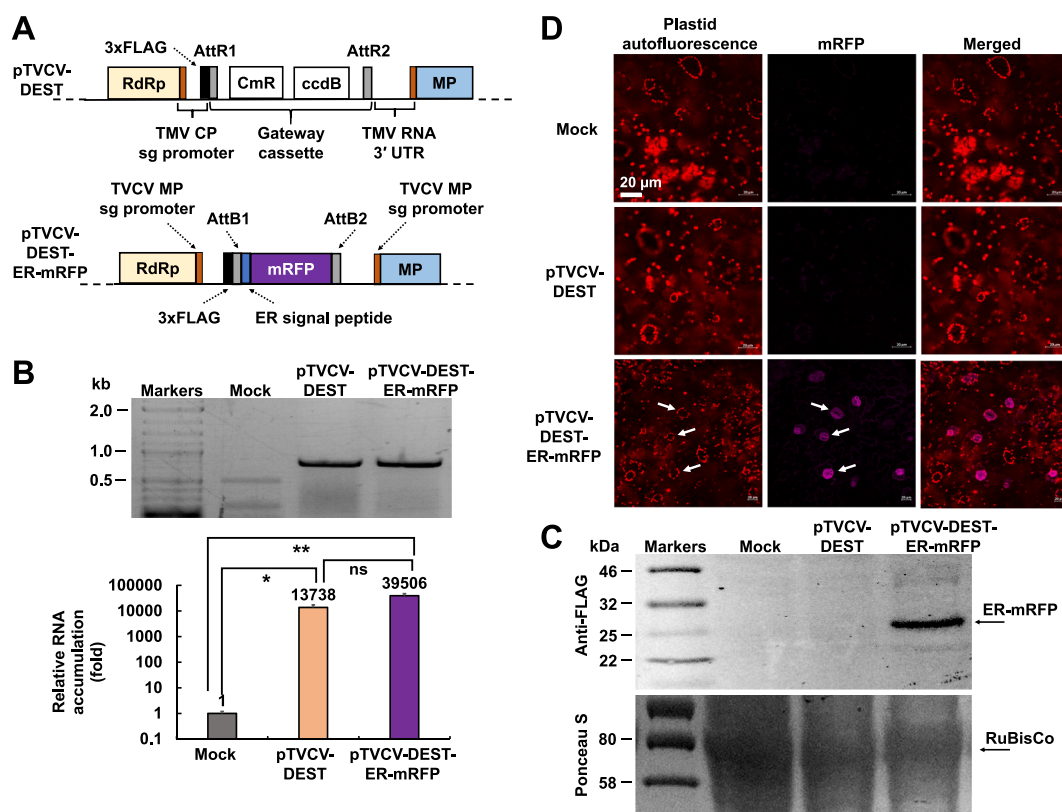 A
3xFLAG
AttR1
AttR2
pTVCV-
DEST
RdRp
CmR
ccdB
MP
TMV CP
sg promoter
Gateway
cassette
TMV RNA
3′ UTR
TVCV MP
sg promoter
TVCV MP
sg promoter
AttB1
AttB2
pTVCV-
DEST-
ER-mRFP
RdRp
mRFP
MP
3xFLAG
ER signal peptide
B
kb
Markers
Mock
pTVCV-
DEST
pTVCV-DEST-
ER-mRFP
2.0
1.0
0.5
Relative RNA
accumulation
(fold)
100000
10000
1000
100
10
1
0.1
**
*
ns
1
13738
39506
Mock
pTVCV-
DEST
pTVCV-DEST-
ER-mRFP
D
Plastid
autofluorescence
mRFP
Merged
Mock
20 µm
pTVCV-
DEST
pTVCV-
DEST-
ER-mRFP
C
kDa
Markers
Mock
pTVCV-
DEST
pTVCV-DEST-
ER-mRFP
Anti-FLAG
46
32
25
22
ER-mRFP
Ponceau S
80
58
RuBisCo